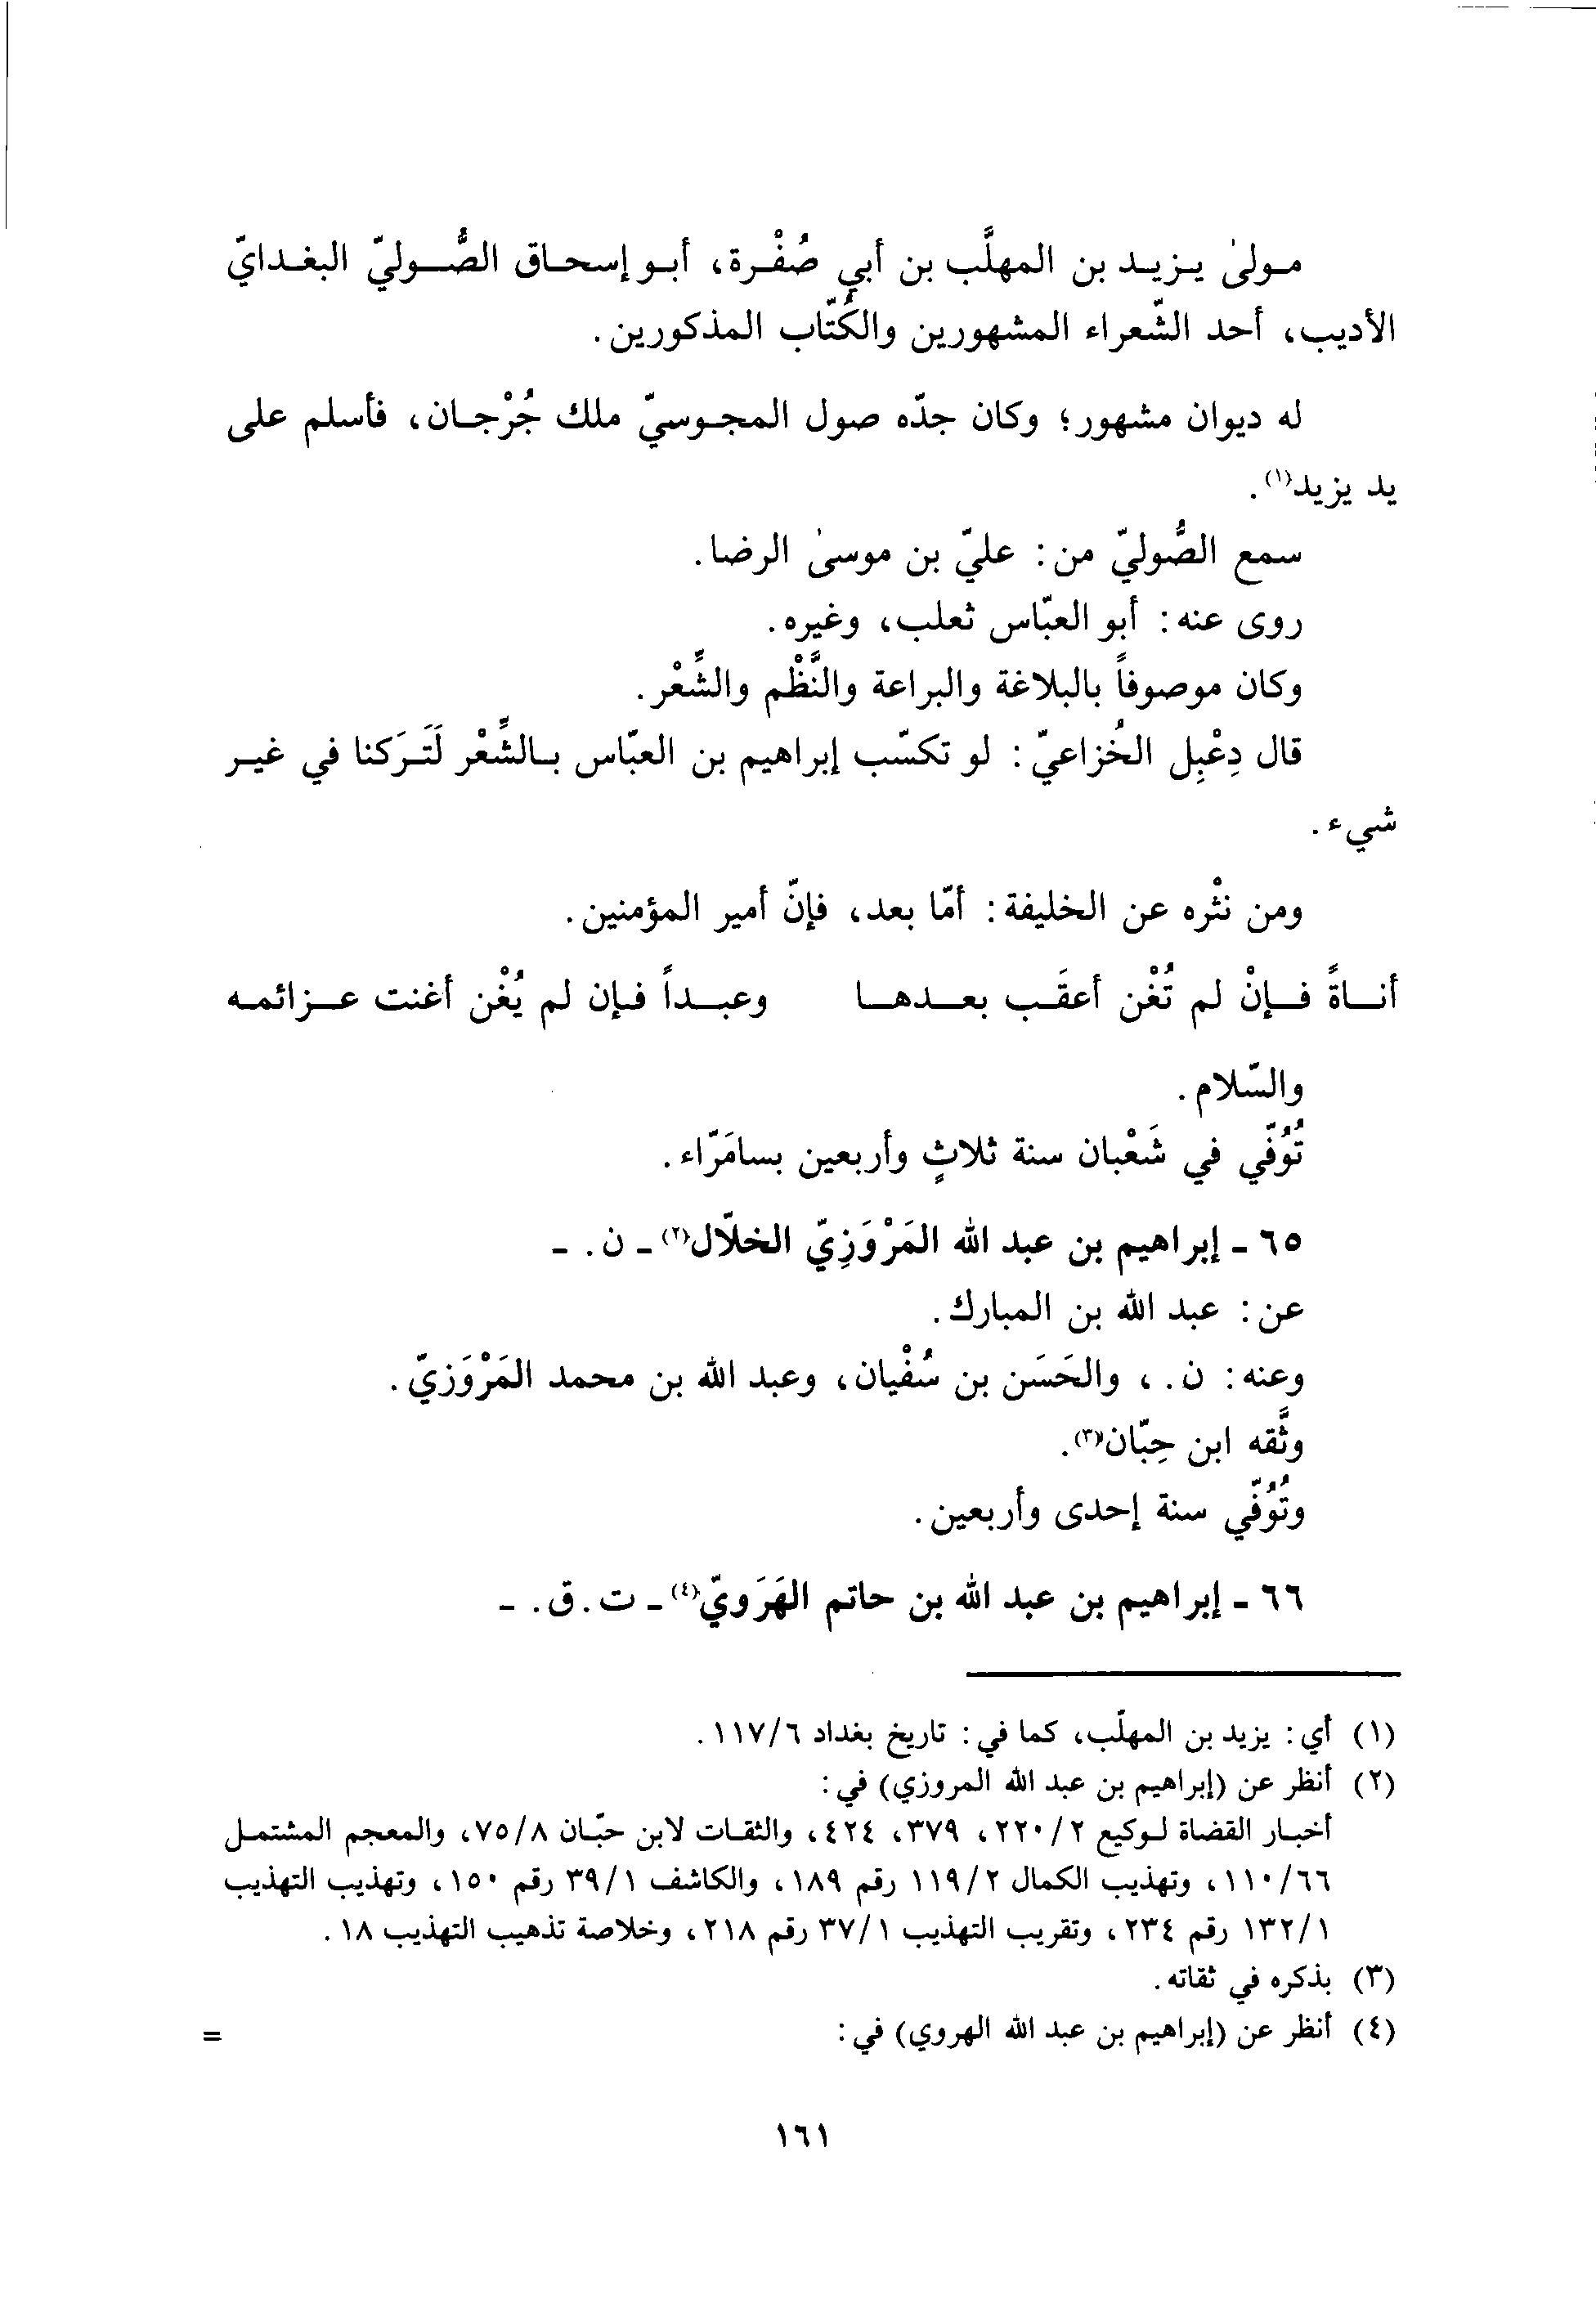 مولىٰ يزيد بن المهلَّب بن أبي صُفْرة، أبو إسحاق الصُّوليّ البغدايّ
الأديب، أحد الشّعراء المشهورين والكُتّاب المذكورين.
له ديوان مشهور؛ وكان جدّه صول المجوسيّ ملك جُرْجان، فأسلم على
يد يزيد(١).
سمع الصُّوليّ من: عليّ بن موسىٰ الرضا.
روى عنه: أبو العبّاس ثعلب، وغيره.
وكان موصوفاً بالبلاغة والبراعة والنَّظْم والشِّعْر.
قال دِعْبِل الخُزاعيّ: لو تكسّب إبراهيم بن العبّاس بالشِّعْر لَتَرَكنا في غير
شيء.
ومن نثْره عن الخليفة: أمّا بعد، فإنّ أمير المؤمنين.
أناةً فإنْ لم تُغْن أعقَب بعدها وعبداً فإن لم يُغْن أغنت عزائمه
والسّلام.
تُوُفّي في شَعْبان سنة ثلاثٍ وأربعين بسامَرّاء.
٦٥ - إبراهيم بن عبد الله المَرْوَزِيّ الخلّال(٢) - ن. -
عن: عبد الله بن المبارك.
وعنه: ن.، والحَسَن بن سُفْيان، وعبد الله بن محمد المَرْوَزيّ.
وثَّقه ابن حِبّان(٣).
وتُوُفّي سنة إحدى وأربعين.
٦٦ - إبراهيم بن عبد الله بن حاتم الهَرَويّ(٤) - ت.ق. -
(١) أي: يزيد بن المهلّب، كما في: تاريخ بغداد ١١٧/٦.
(٢) أنظر عن (إبراهيم بن عبد الله المروزي) في:
أخبار القضاة لوكيع ٢٢٠/٢، ٣٧٩، ٤٢٤، والثقات لابن حبّان ٧٥/٨، والمعجم المشتمل
١١٠/٦٦، وتهذيب الكمال ١١٩/٢ رقم ١٨٩، والكاشف ٣٩/١ رقم ١٥٠، وتهذيب التهذيب
١٣٢/١ رقم ٢٣٤، وتقريب التهذيب ٣٧/١ رقم ٢١٨، وخلاصة تذهيب التهذيب ١٨.
(٣) بذكره في ثقاته.
(٤) أنظر عن (إبراهيم بن عبد الله الهروي) في: =
١٦١